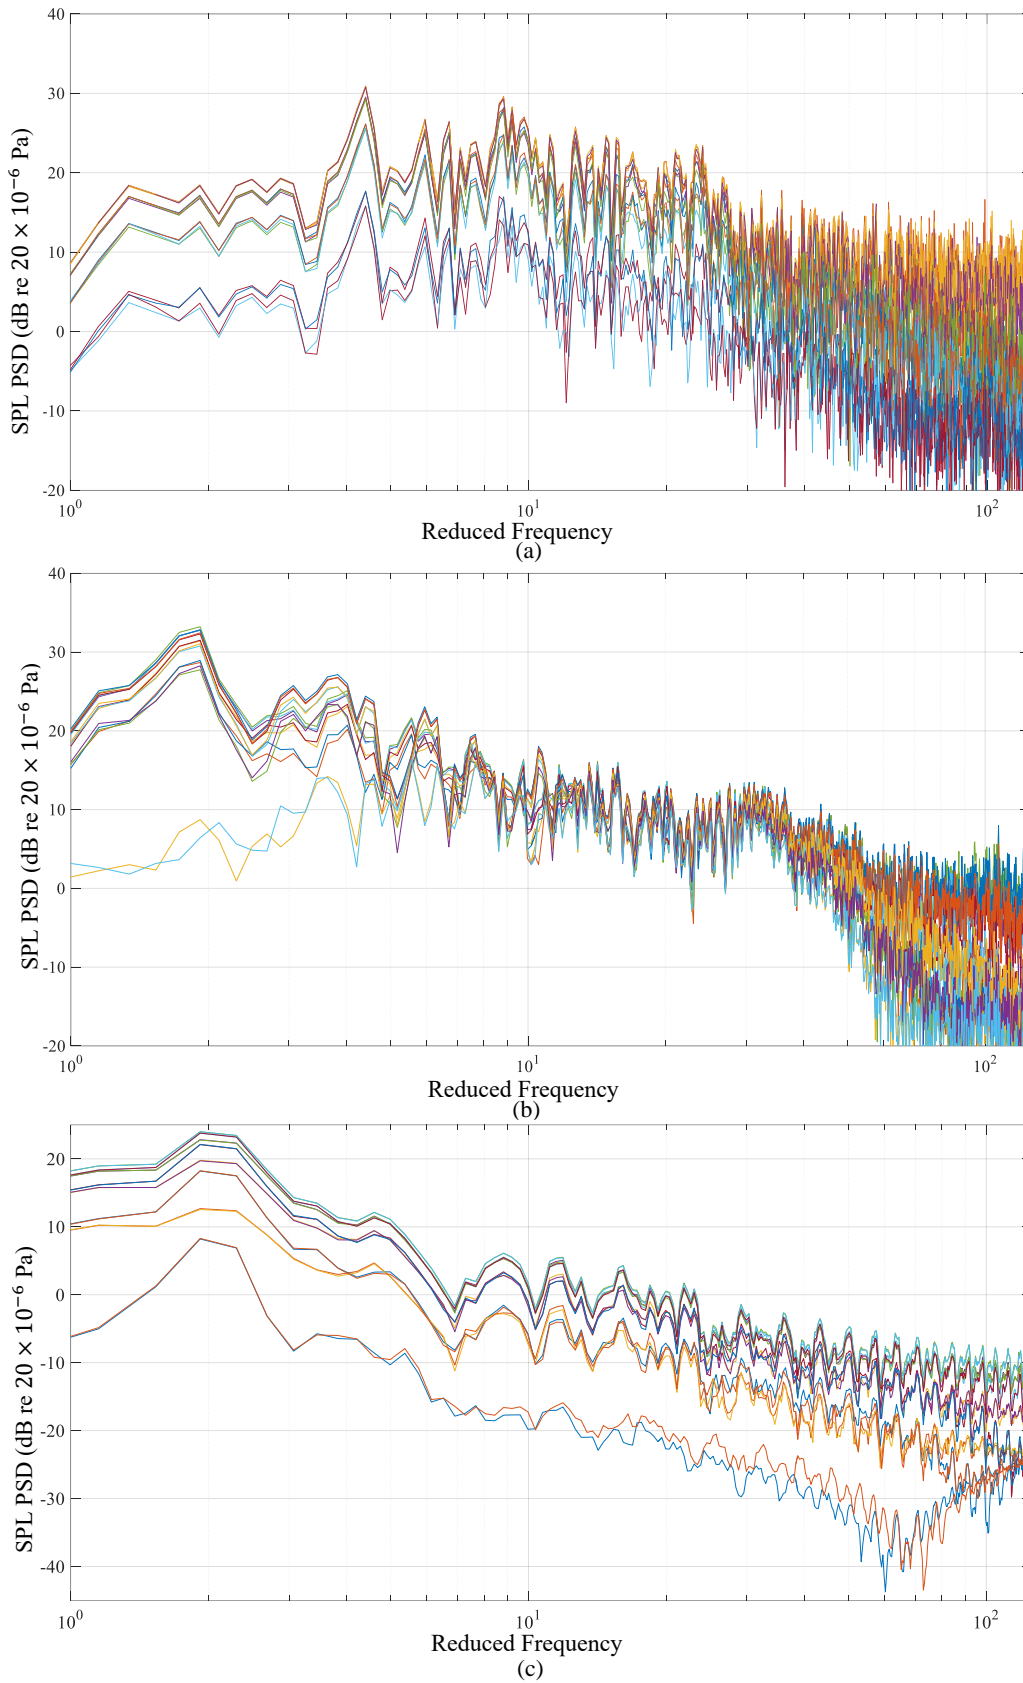 40
30
20
10
0
-10
-20
SPL PSD (dB re 20 × 10⁻⁶ Pa)
10⁰ 10¹ 10²
Reduced Frequency
(a)
40
30
20
10
0
-10
-20
SPL PSD (dB re 20 × 10⁻⁶ Pa)
10⁰ 10¹ 10²
Reduced Frequency
(b)
20
10
0
-10
-20
-30
-40
SPL PSD (dB re 20 × 10⁻⁶ Pa)
10⁰ 10¹ 10²
Reduced Frequency
(c)